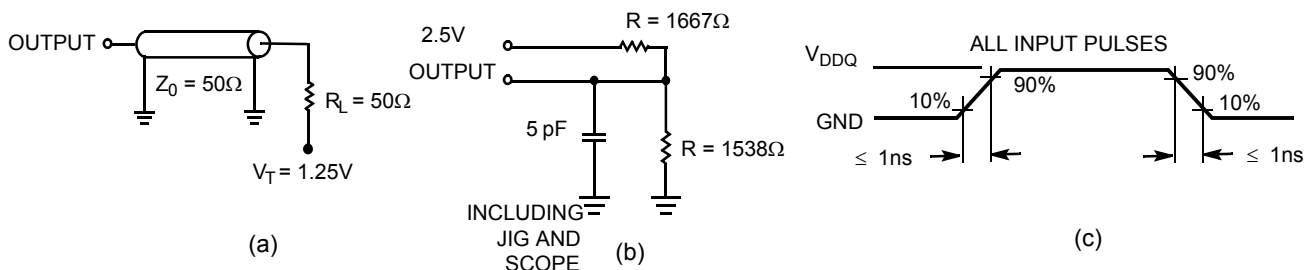 OUTPUT
Z0 = 50Ω
RL = 50Ω
VT = 1.25V
(a)
R = 1667Ω
2.5V
OUTPUT
5 pF
R = 1538Ω
INCLUDING
JIG AND
SCOPE
(b)
ALL INPUT PULSES
VDDQ
GND
10%
90%
90%
10%
≤ 1ns
≤ 1ns
(c)